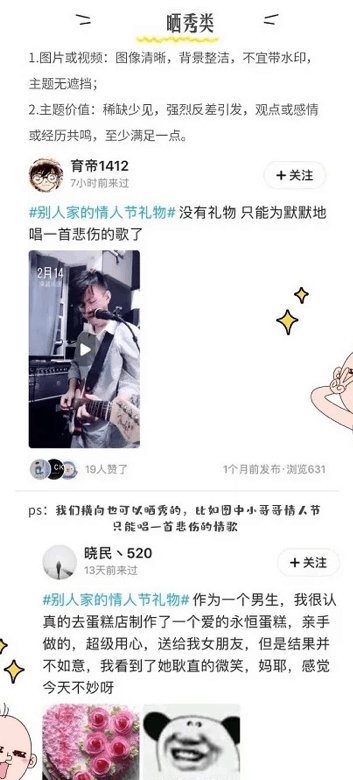 晒秀类
1.图片或视频：图像清晰，背景整洁，不宜带水印，
主题无遮挡；
2.主题价值：稀缺少见，强烈反差引发，观点或感情
或经历共鸣，至少满足一点。
育帝1412
7小时前来过
+关注
#别人家的情人节礼物# 没有礼物 只能为默默地
唱一首悲伤的歌了
2月14
19人赞了
1个月前发布·浏览631
ps：我们横向也可以晒秀的，比如图中小哥哥情人节
只能唱一首悲伤的情歌
晓民丶520
13天前来过
+关注
#别人家的情人节礼物# 作为一个男生，我很认
真的去蛋糕店制作了一个爱的永恒蛋糕，亲手
做的，超级用心，送给我女朋友，但是结果并
不如意，我看到了她耿直的微笑，妈耶，感觉
今天不妙呀